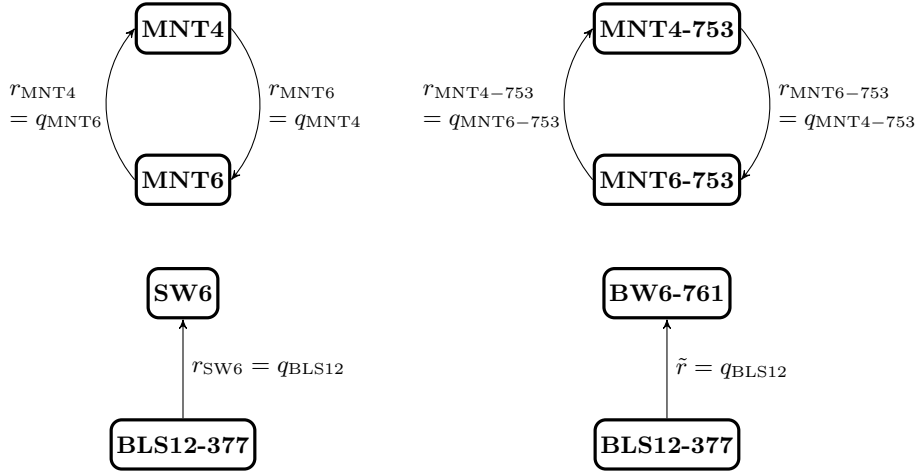 MNT4
r_MNT4
= q_MNT6
r_MNT6
= q_MNT4
MNT6
MNT4-753
r_MNT4−753
= q_MNT6−753
r_MNT6−753
= q_MNT4−753
MNT6-753
SW6
r_SW6 = q_BLS12
BLS12-377
BW6-761
r̃ = q_BLS12
BLS12-377